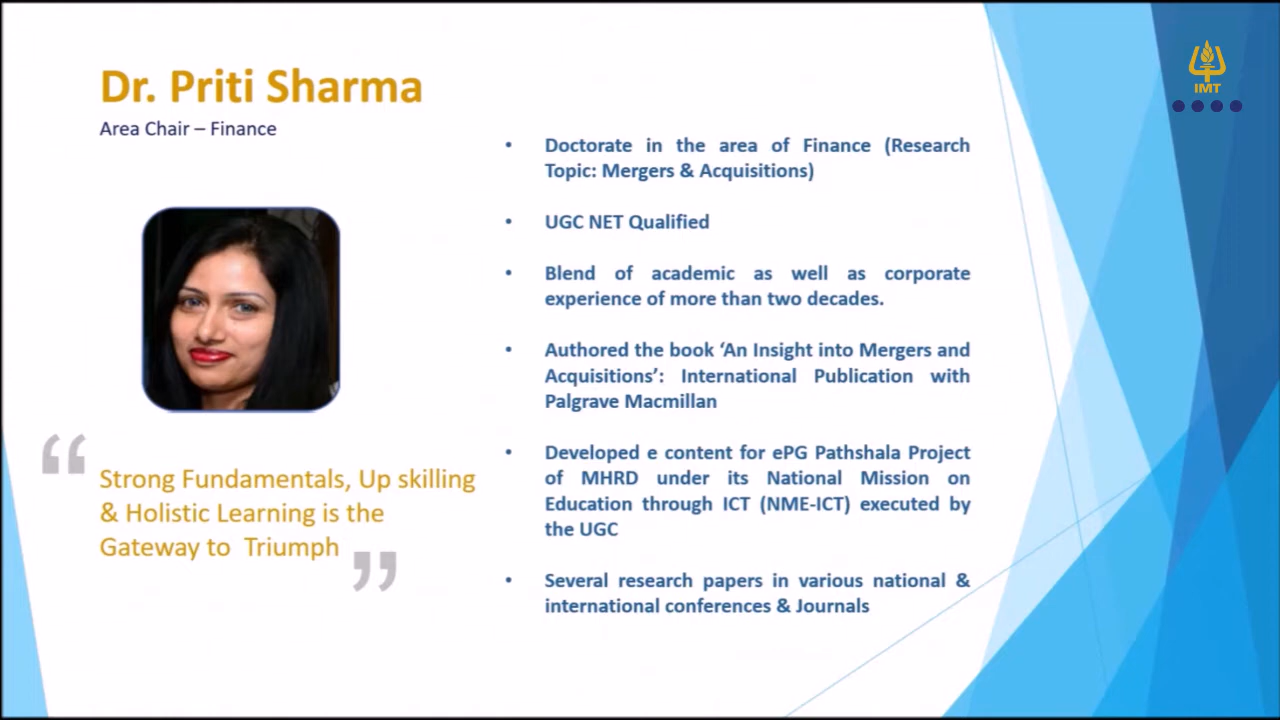 Dr. Priti Sharma
Area Chair – Finance
“
Strong Fundamentals, Up skilling
& Holistic Learning is the
Gateway to Triumph
”
• Doctorate in the area of Finance (Research
Topic: Mergers & Acquisitions)
• UGC NET Qualified
• Blend of academic as well as corporate
experience of more than two decades.
• Authored the book ‘An Insight into Mergers and
Acquisitions’: International Publication with
Palgrave Macmillan
• Developed e content for ePG Pathshala Project
of MHRD under its National Mission on
Education through ICT (NME-ICT) executed by
the UGC
• Several research papers in various national &
international conferences & Journals
IMT